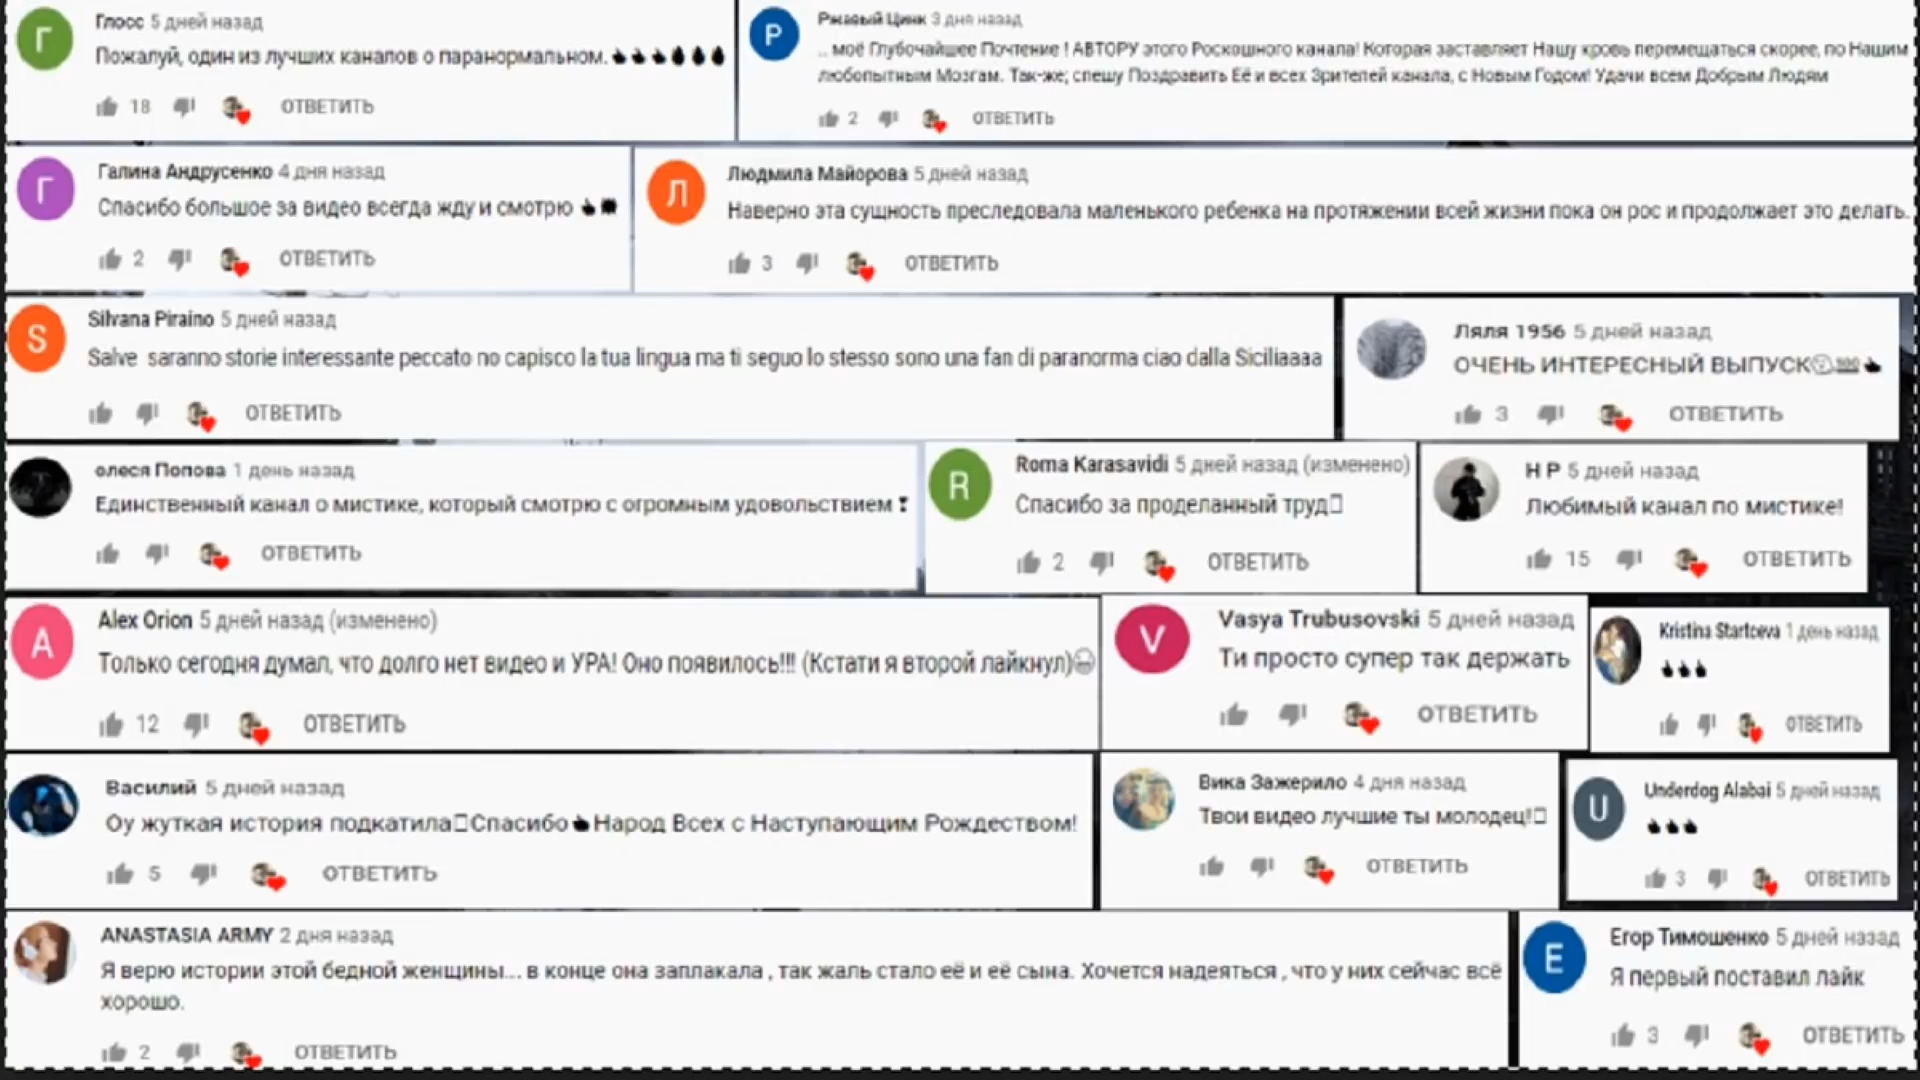 Г
Глосс 5 дней назад
Пожалуй, один из лучших каналов о паранормальном.
18 ОТВЕТИТЬ
Р
Ржавый Цинк 3 дня назад
.. моё Глубочайшее Почтение ! АВТОРУ этого Роскошного канала! Которая заставляет Нашу кровь перемещаться скорее, по Нашим
любопытным Мозгам. Так-же; спешу Поздравить Её и всех Зрителей канала, с Новым Годом! Удачи всем Добрым Людям
2 ОТВЕТИТЬ
Г
Галина Андрусенко 4 дня назад
Спасибо большое за видео всегда жду и смотрю
2 ОТВЕТИТЬ
Л
Людмила Майорова 5 дней назад
Наверно эта сущность преследовала маленького ребенка на протяжении всей жизни пока он рос и продолжает это делать.
3 ОТВЕТИТЬ
S
Silvana Piraino 5 дней назад
Salve saranno storie interessante peccato no capisco la tua lingua ma ti seguo lo stesso sono una fan di paranorma ciao dalla Siciliaaaa
ОТВЕТИТЬ
Ляля 1956 5 дней назад
ОЧЕНЬ ИНТЕРЕСНЫЙ ВЫПУСК
3 ОТВЕТИТЬ
олеся Попова 1 день назад
Единственный канал о мистике, который смотрю с огромным удовольствием
ОТВЕТИТЬ
R
Roma Karasavidi 5 дней назад (изменено)
Спасибо за проделанный труд
2 ОТВЕТИТЬ
Н Р 5 дней назад
Любимый канал по мистике!
15 ОТВЕТИТЬ
A
Alex Orion 5 дней назад (изменено)
Только сегодня думал, что долго нет видео и УРА! Оно появилось!!! (Кстати я второй лайкнул)
12 ОТВЕТИТЬ
V
Vasya Trubusovski 5 дней назад
Ти просто супер так держать
ОТВЕТИТЬ
Kristina Startceva 1 день назад
ОТВЕТИТЬ
Василий 5 дней назад
Оу жуткая история подкатила Спасибо Народ Всех с Наступающим Рождеством!
5 ОТВЕТИТЬ
Вика Зажерило 4 дня назад
Твои видео лучшие ты молодец!
ОТВЕТИТЬ
U
Underdog Alabai 5 дней назад
3 ОТВЕТИТЬ
ANASTASIA ARMY 2 дня назад
Я верю истории этой бедной женщины... в конце она заплакала , так жаль стало её и её сына. Хочется надеяться , что у них сейчас всё
хорошо.
2 ОТВЕТИТЬ
Е
Егор Тимошенко 5 дней назад
Я первый поставил лайк
3 ОТВЕТИТЬ